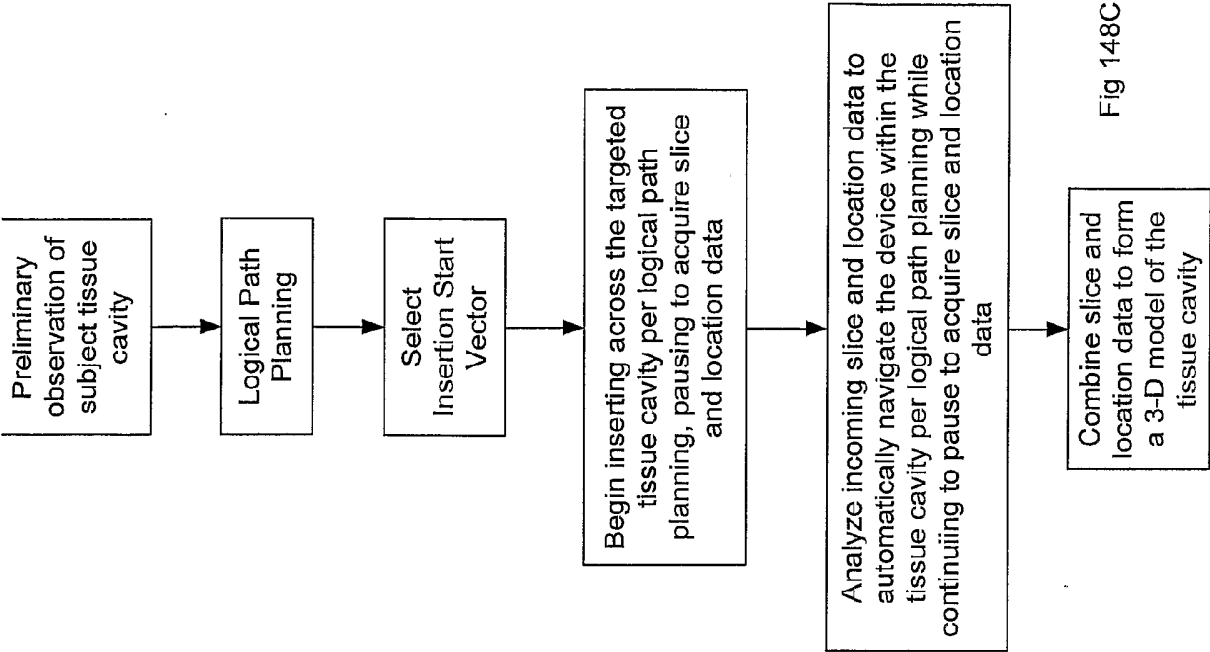 Preliminary
observation of
subject tissue
cavity
Logical Path
Planning
Select
Insertion Start
Vector
Begin inserting across the targeted
tissue cavity per logical path
planning, pausing to acquire slice
and location data
Analyze incoming slice and location data to
automatically navigate the device within the
tissue cavity per logical path planning while
continuiing to pause to acquire slice and location
data
Combine slice and
location data to form
a 3-D model of the
tissue cavity
Fig 148C